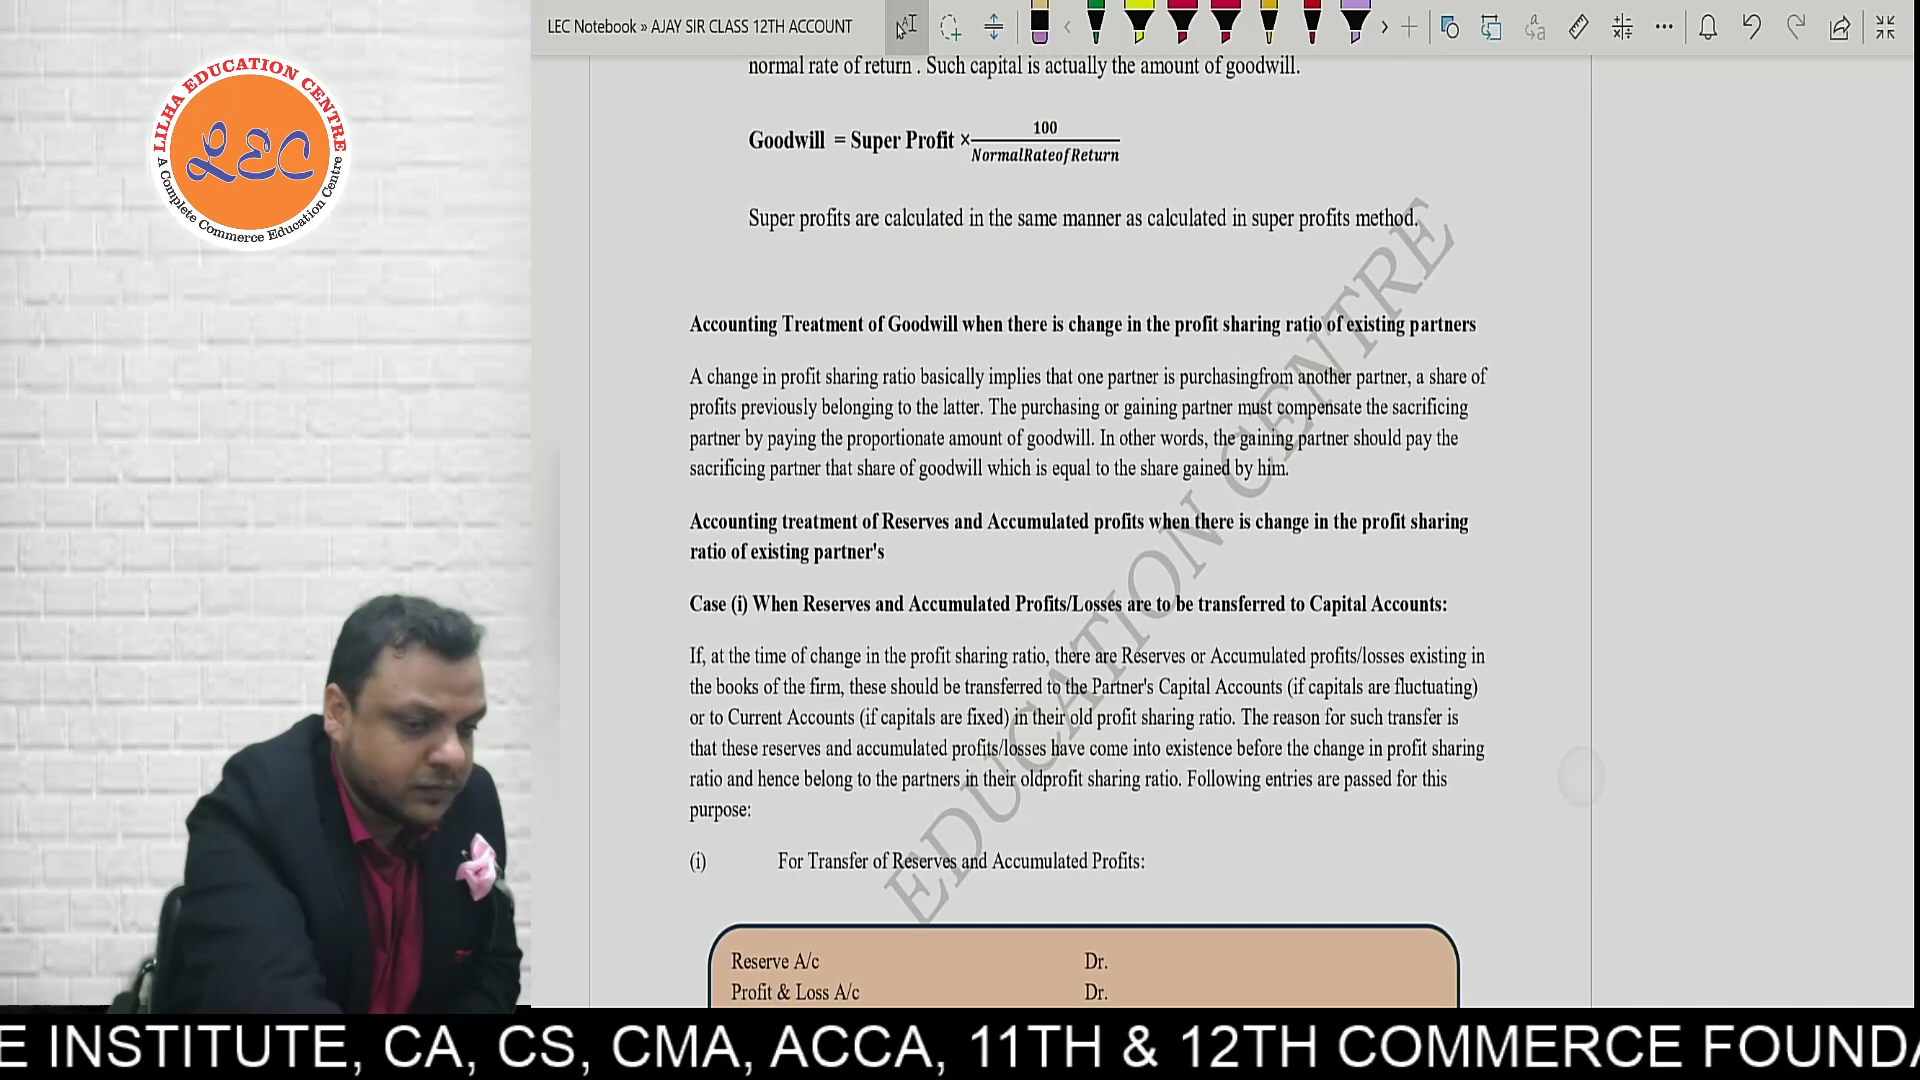 LEC Notebook » AJAY SIR CLASS 12TH ACCOUNT
LILHA EDUCATION CENTRE
LEC
A Complete Commerce Education Centre
normal rate of return . Such capital is actually the amount of goodwill.
Goodwill = Super Profit × 100
NormalRateofReturn
Super profits are calculated in the same manner as calculated in super profits method.
Accounting Treatment of Goodwill when there is change in the profit sharing ratio of existing partners
A change in profit sharing ratio basically implies that one partner is purchasingfrom another partner, a share of
profits previously belonging to the latter. The purchasing or gaining partner must compensate the sacrificing
partner by paying the proportionate amount of goodwill. In other words, the gaining partner should pay the
sacrificing partner that share of goodwill which is equal to the share gained by him.
Accounting treatment of Reserves and Accumulated profits when there is change in the profit sharing
ratio of existing partner's
Case (i) When Reserves and Accumulated Profits/Losses are to be transferred to Capital Accounts:
If, at the time of change in the profit sharing ratio, there are Reserves or Accumulated profits/losses existing in
the books of the firm, these should be transferred to the Partner's Capital Accounts (if capitals are fluctuating)
or to Current Accounts (if capitals are fixed) in their old profit sharing ratio. The reason for such transfer is
that these reserves and accumulated profits/losses have come into existence before the change in profit sharing
ratio and hence belong to the partners in their oldprofit sharing ratio. Following entries are passed for this
purpose:
(i) For Transfer of Reserves and Accumulated Profits:
Reserve A/c Dr.
Profit & Loss A/c Dr.
EDUCATION CENTRE
E INSTITUTE, CA, CS, CMA, ACCA, 11TH & 12TH COMMERCE FOUNDA